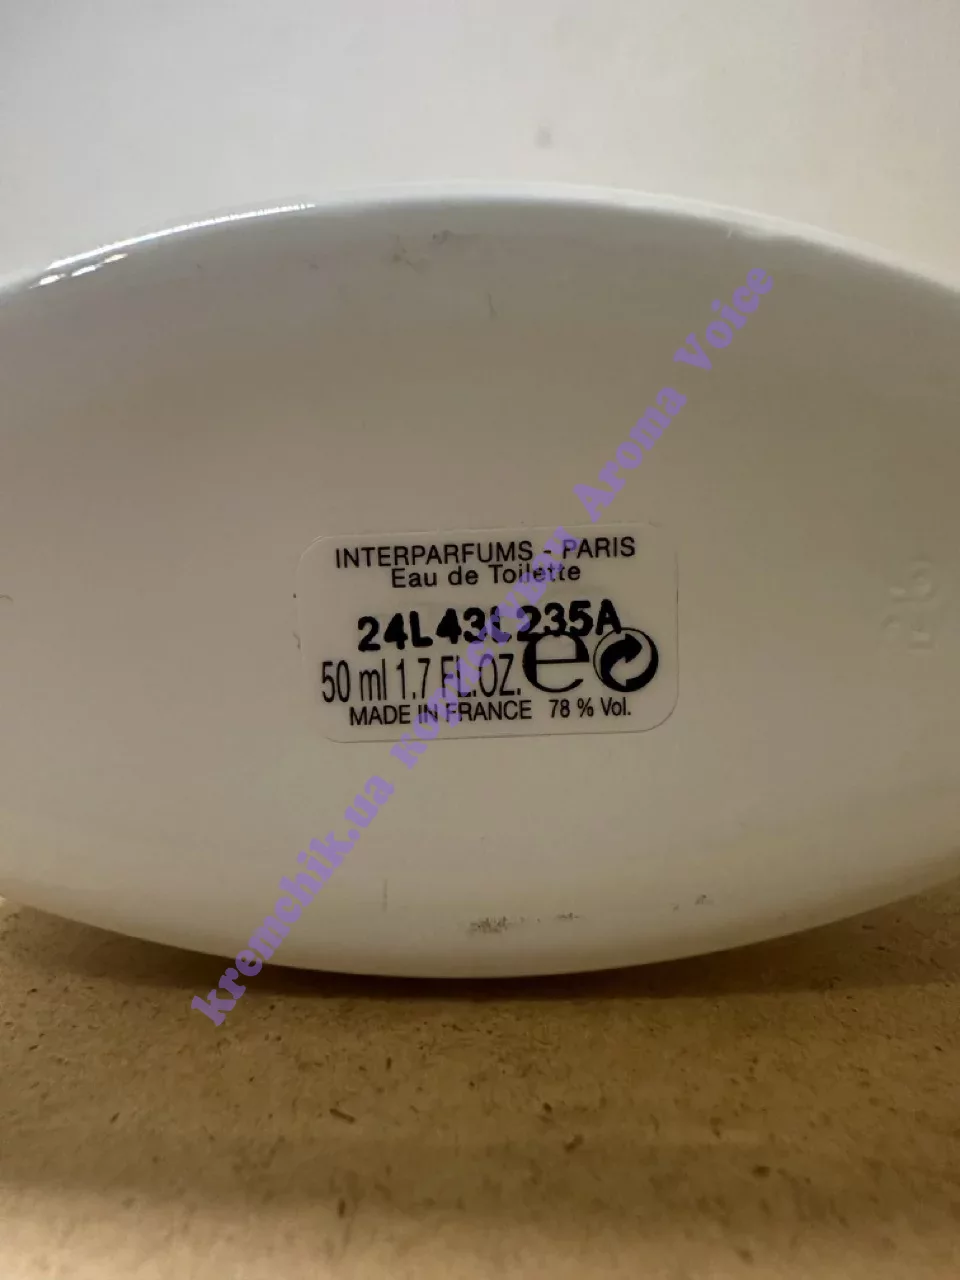 INTERPARFUMS - PARIS
Eau de Toilette
50 ml 1.7 FL.OZ. e
MADE IN FRANCE 78 % Vol.
kremchik.ua користувач Aroma Voice